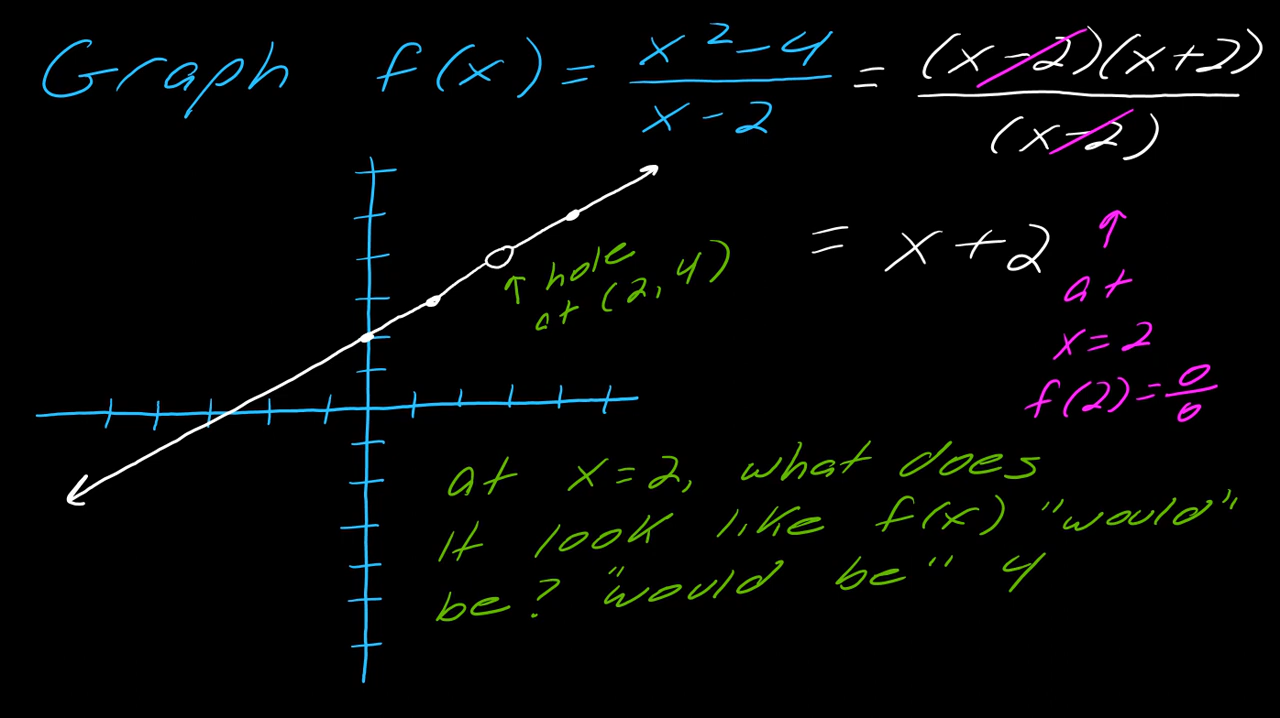 Graph f(x) = (x² - 4)/(x - 2) = ((x - 2)(x + 2))/((x - 2))
= x + 2
↑
at
x = 2
f(2) = 0/0
↑ hole
at (2, 4)
at x = 2, what does
it look like f(x) "would"
be? "would be" 4